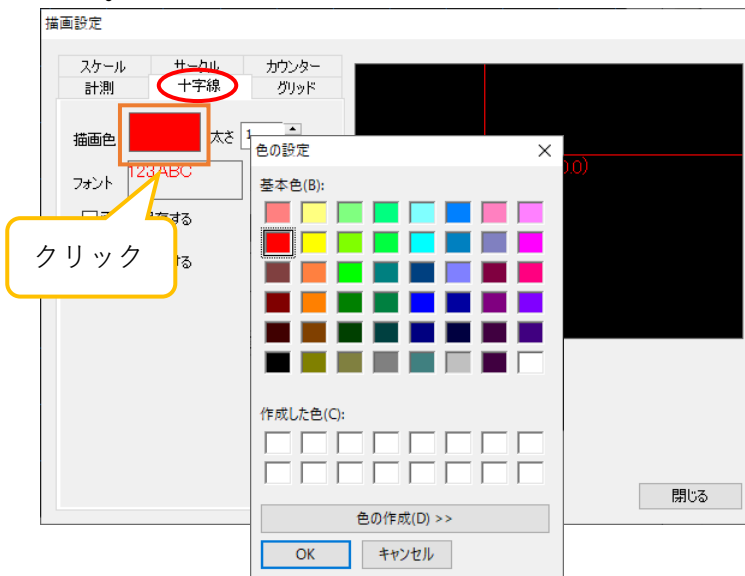 描画設定
スケール サークル カウンター
計測 十字線 グリッド
描画色 太さ 1
フォント 123ABC
クリック
する
色の設定
基本色(B):
作成した色(C):
色の作成(D) >>
OK キャンセル
0.0)
閉じる